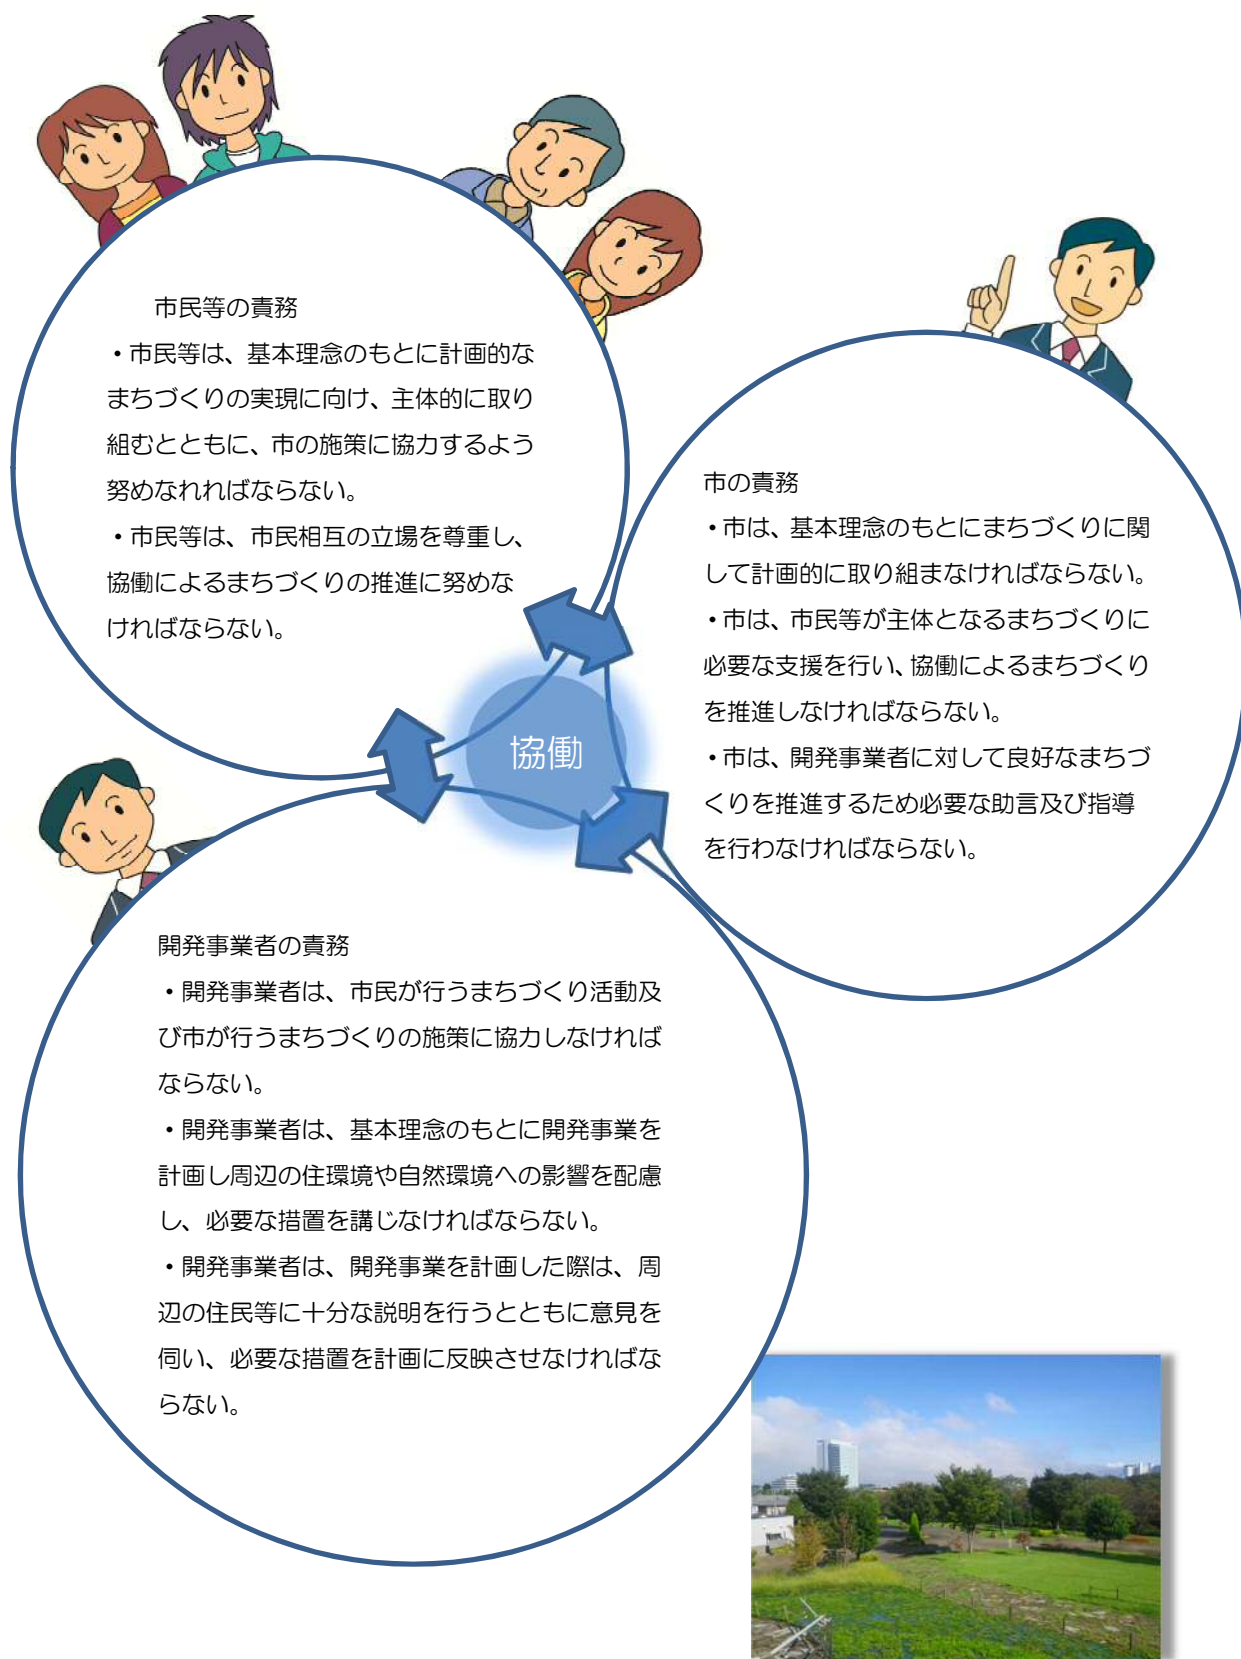 市民等の責務
・市民等は、基本理念のもとに計画的な
まちづくりの実現に向け、主体的に取り
組むとともに、市の施策に協力するよう
努めなれればならない。
・市民等は、市民相互の立場を尊重し、
協働によるまちづくりの推進に努めな
ければならない。
市の責務
・市は、基本理念のもとにまちづくりに関
して計画的に取り組まなければならない。
・市は、市民等が主体となるまちづくりに
必要な支援を行い、協働によるまちづくり
を推進しなければならない。
・市は、開発事業者に対して良好なまちづ
くりを推進するため必要な助言及び指導
を行わなければならない。
協働
開発事業者の責務
・開発事業者は、市民が行うまちづくり活動及
び市が行うまちづくりの施策に協力しなければ
ならない。
・開発事業者は、基本理念のもとに開発事業を
計画し周辺の住環境や自然環境への影響を配慮
し、必要な措置を講じなければならない。
・開発事業者は、開発事業を計画した際は、周
辺の住民等に十分な説明を行うとともに意見を
伺い、必要な措置を計画に反映させなければな
らない。